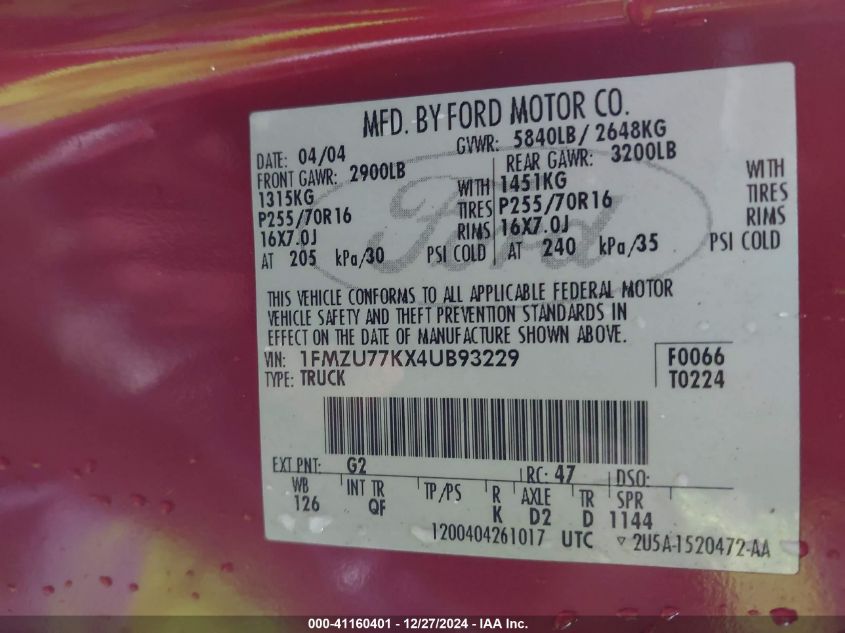 MFD. BY FORD MOTOR CO.
DATE: 04/04 GVWR: 5840LB/ 2648KG
FRONT GAWR: 2900LB REAR GAWR: 3200LB
1315KG WITH 1451KG WITH
P255/70R16 TIRES P255/70R16 TIRES
16X7.0J RIMS 16X7.0J RIMS
AT 205 kPa/30 PSI COLD AT 240 kPa/35 PSI COLD
Ford
THIS VEHICLE CONFORMS TO ALL APPLICABLE FEDERAL MOTOR
VEHICLE SAFETY AND THEFT PREVENTION STANDARDS IN
EFFECT ON THE DATE OF MANUFACTURE SHOWN ABOVE.
VIN: 1FMZU77KX4UB93229 F0066
TYPE: TRUCK T0224
EXT PNT: G2 RC: 47 DSO:
WB INT TR TP/PS R AXLE TR SPR
126 QF K D2 D 1144
1200404261017 UTC ▿ 2U5A-1520472-AA
000-41160401 - 12/27/2024 - IAA Inc.